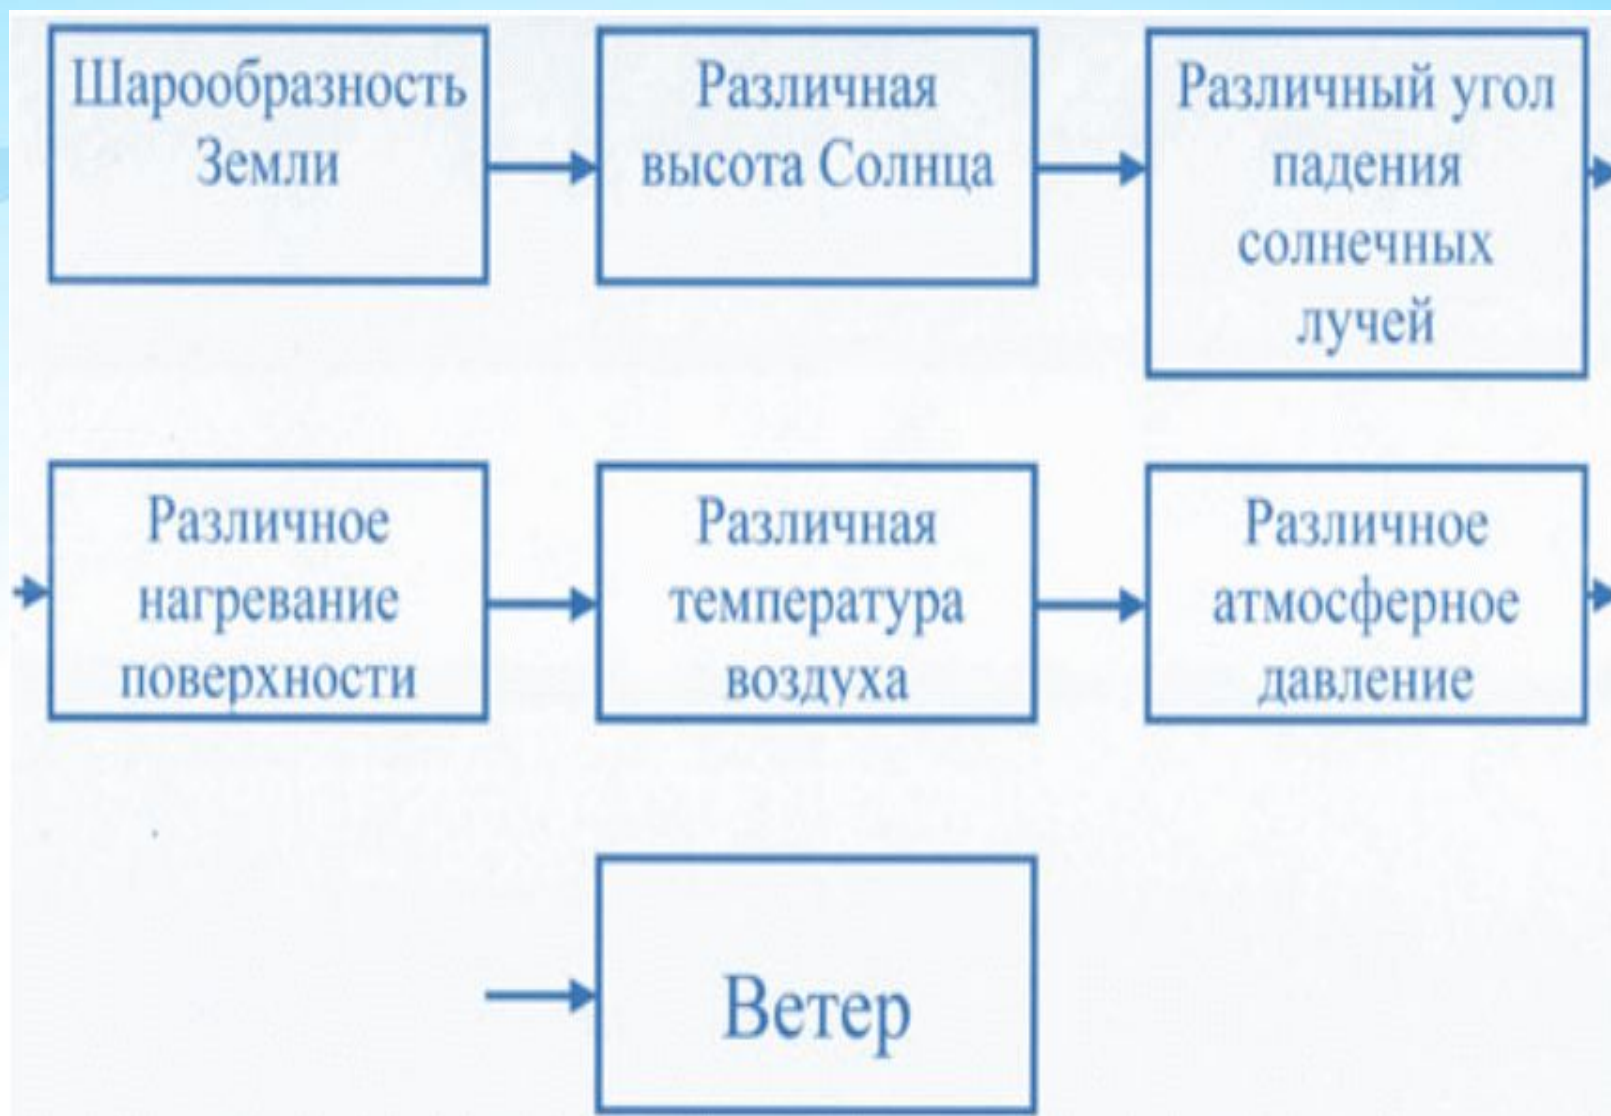 Шарообразность
Земли
Различная
высота Солнца
Различный угол
падения
солнечных
лучей
Различное
нагревание
поверхности
Различная
температура
воздуха
Различное
атмосферное
давление
Ветер